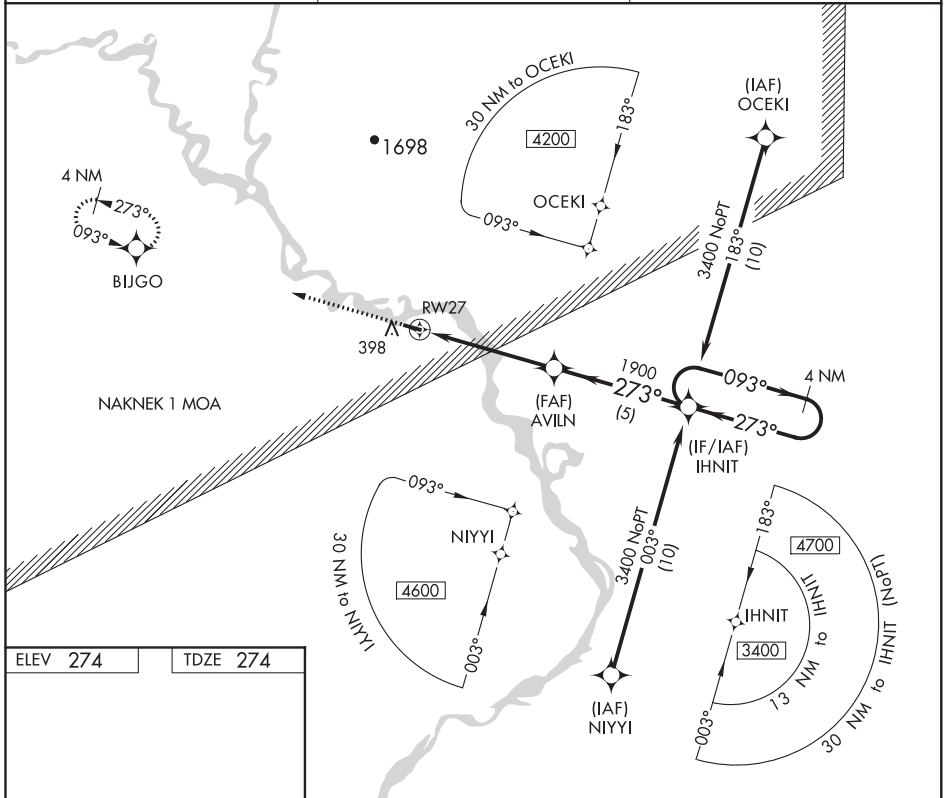 30 NM to OCEKI
183°
4200
OCEKI
093°
(IAF)
OCEKI
1698
4 NM
273°
093°
BIJGO
3400 NoPT
183°
(10)
RW27
398
1900
273°
(5)
093°
4 NM
273°
NAKNEK 1 MOA
(FAF)
AVILN
(IF/IAF)
IHNIT
093°
NIYYI
4600
30 NM to NIYYI
003°
3400 NoPT
003°
(10)
183°
4700
IHNIT
3400
13 NM to IHNIT
30 NM to IHNIT (NoPT)
003°
(IAF)
NIYYI
ELEV 274
TDZE 274